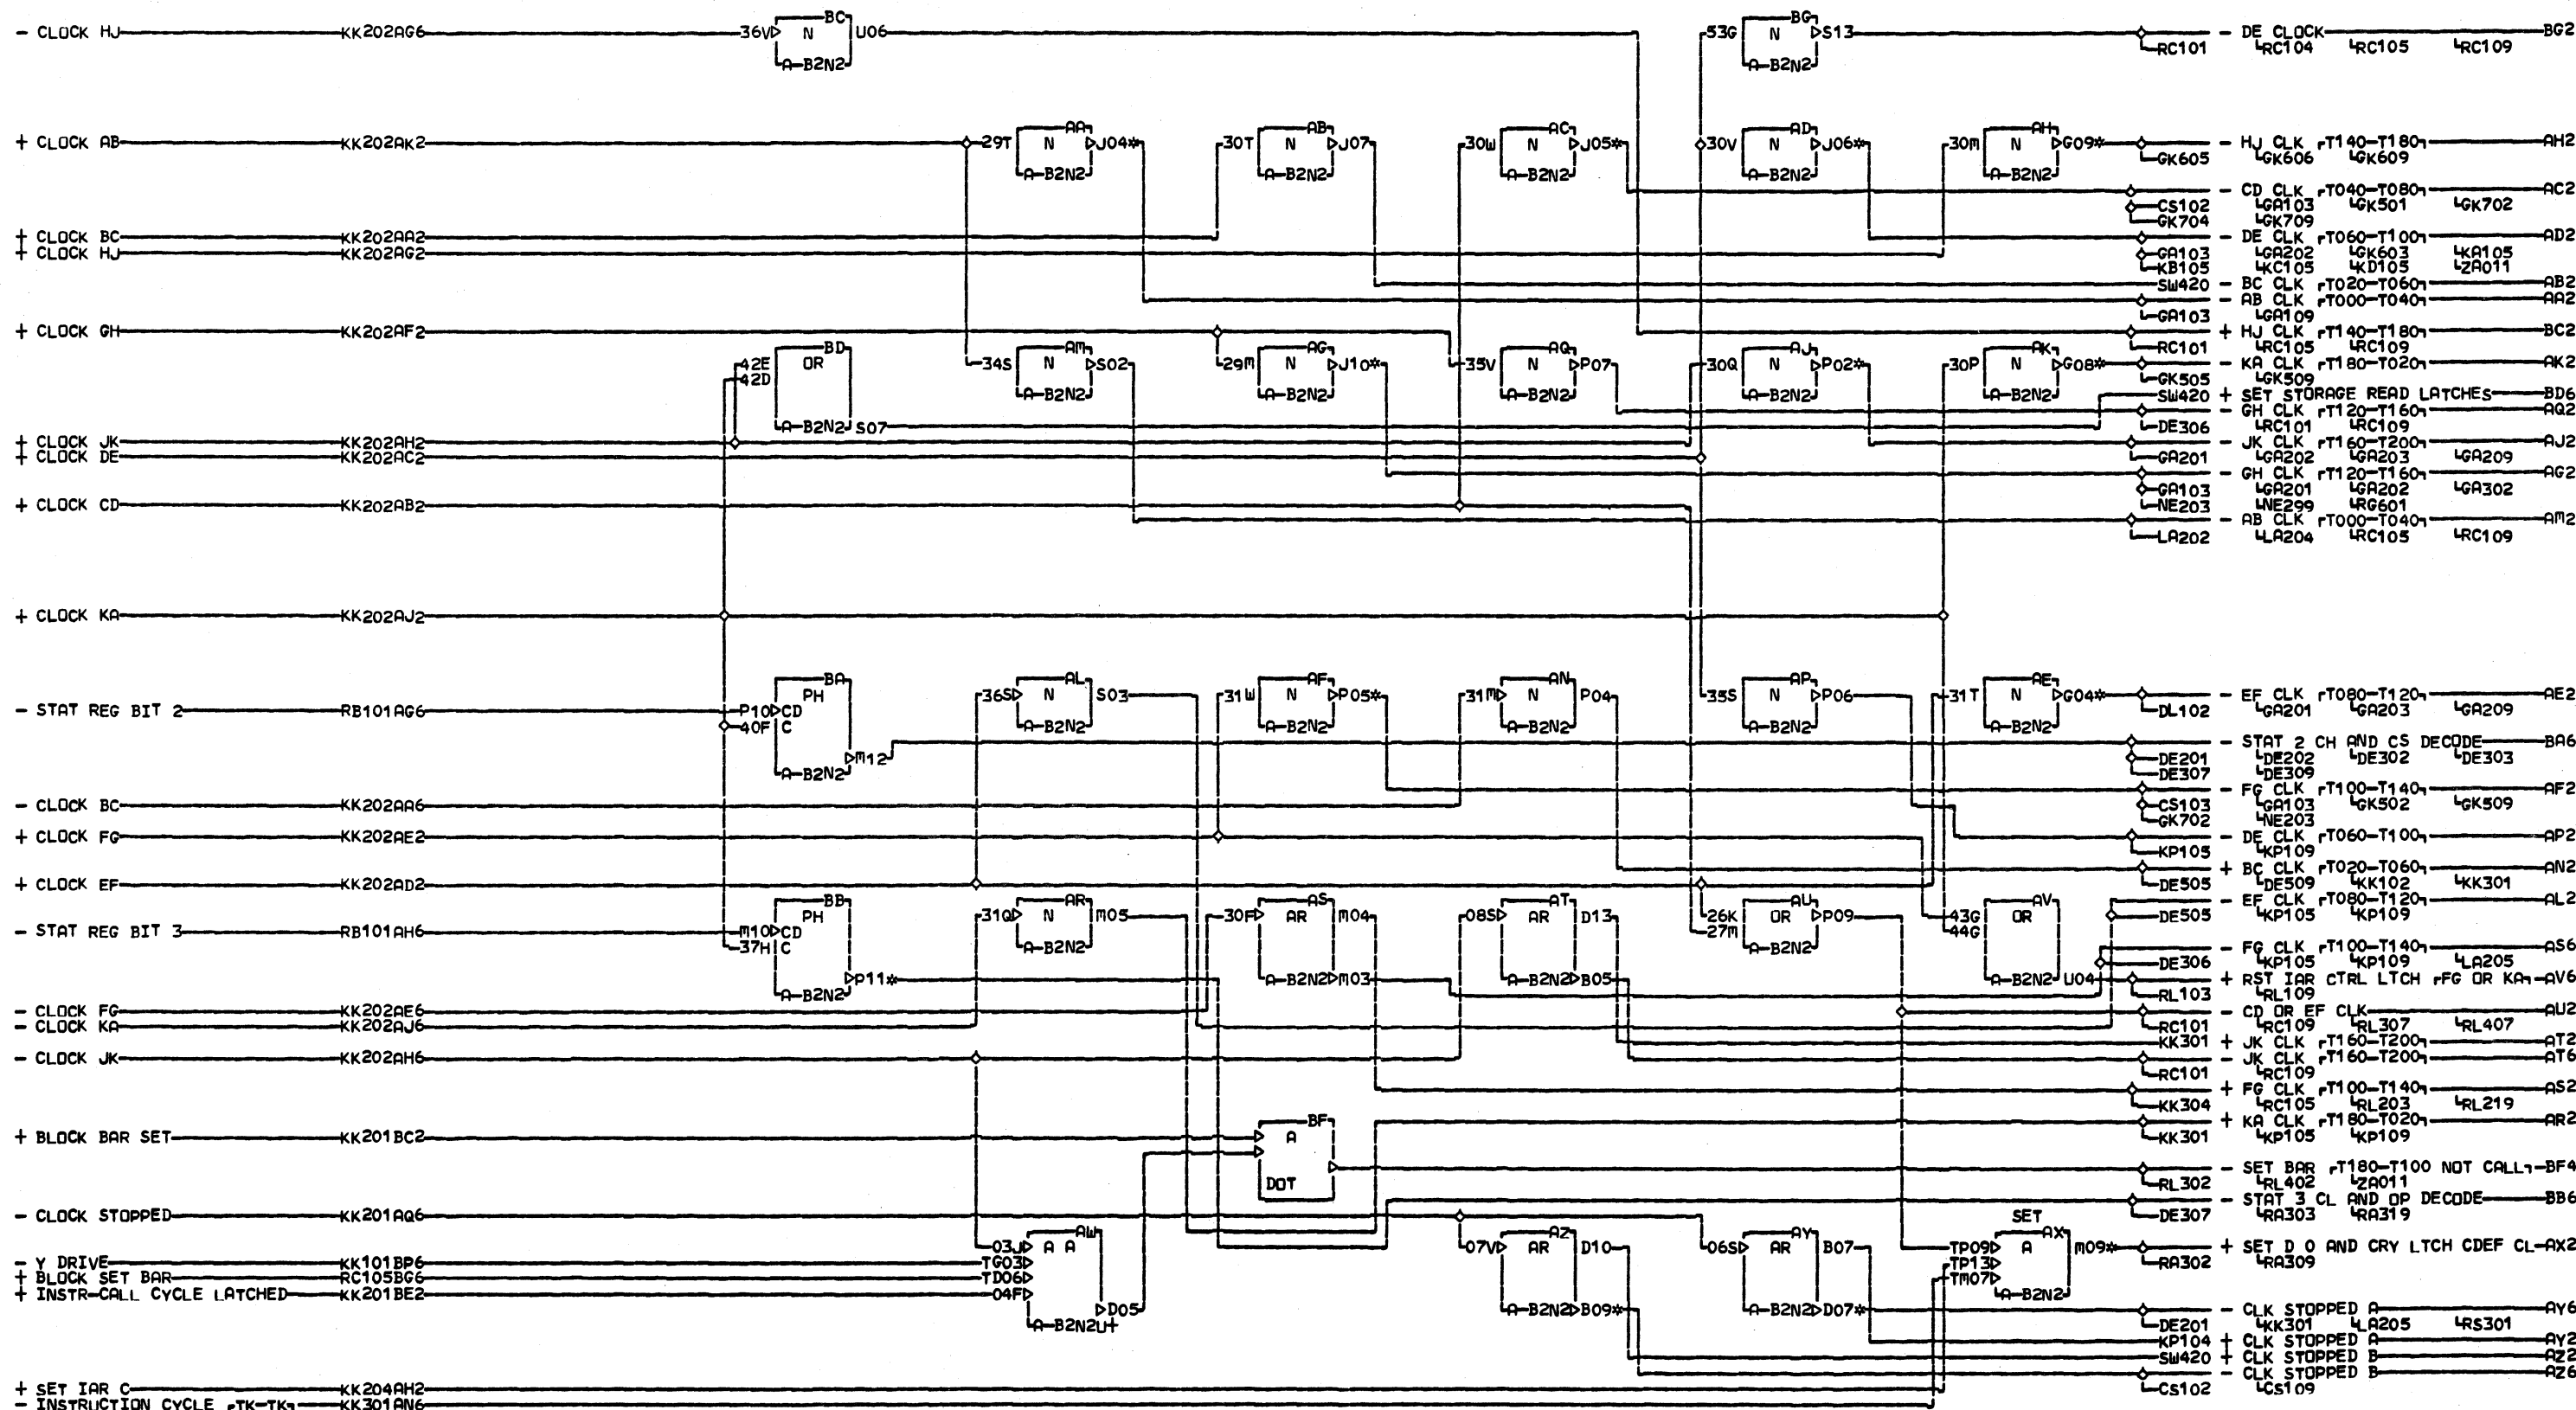 - CLOCK HJ KK202AG6 36V N BC U06 A-B2N2 53G N BG S13 A-B2N2 - DE CLOCK BG2
RC101 RC104 RC105 RC109
+ CLOCK AB KK202AK2 29T N AA J04* A-B2N2 30T N AB J07 A-B2N2 30W N AC J05* A-B2N2 30V N AD J06* A-B2N2 30M N AH G09* A-B2N2 - HJ CLK ┌T140-T180┐ AH2
GK605 GK606 GK609
- CD CLK ┌T040-T080┐ AC2
CS102 GA103 GK501 GK702
GK704 GK709
+ CLOCK BC KK202AA2 - DE CLK ┌T060-T100┐ AD2
+ CLOCK HJ KK202AG2 GA103 GA202 GK603 KA105
KB105 KC105 KD105 ZA011
SW420 - BC CLK ┌T020-T060┐ AB2
- AB CLK ┌T000-T040┐ AA2
GA103 GA109
+ CLOCK GH KK202AF2 + HJ CLK ┌T140-T180┐ BC2
RC101 RC105 RC109
42E 42D OR BD A-B2N2 S07 34S N AM S02 A-B2N2 29M N AG J10* A-B2N2 35V N AQ P07 A-B2N2 30Q N AJ P02* A-B2N2 30P N AK G08* A-B2N2 - KA CLK ┌T180-T020┐ AK2
GK505 GK509
SW420 + SET STORAGE READ LATCHES BD6
- GH CLK ┌T120-T160┐ AQ2
DE306 RC101 RC109
+ CLOCK JK KK202AH2 - JK CLK ┌T160-T200┐ AJ2
+ CLOCK DE KK202AC2 GA201 GA202 GA203 GA209
- GH CLK ┌T120-T160┐ AG2
GA103 GA201 GA202 GA302
+ CLOCK CD KK202AB2 NE203 NE299 RG601
- AB CLK ┌T000-T040┐ AM2
LA202 LA204 RC105 RC109
+ CLOCK KA KK202AJ2
36S N AL S03 A-B2N2 31W N AF P05* A-B2N2 31M N AN P04 A-B2N2 35S N AP P06 A-B2N2 31T N AE G04* A-B2N2 - EF CLK ┌T080-T120┐ AE2
- STAT REG BIT 2 RB101AG6 P10 CD 40F C PH BA M12 A-B2N2 DL102 GA201 GA203 GA209
- STAT 2 CH AND CS DECODE BA6
DE201 DE202 DE302 DE303
DE307 DE309
- FG CLK ┌T100-T140┐ AF2
- CLOCK BC KK202AA6 CS103 GA103 GK502 GK509
GK702 NE203
+ CLOCK FG KK202AE2 - DE CLK ┌T060-T100┐ AP2
KP105 KP109
+ BC CLK ┌T020-T060┐ AN2
+ CLOCK EF KK202AD2 DE505 DE509 KK102 KK301
- EF CLK ┌T080-T120┐ AL2
31Q N AR M05 A-B2N2 30F AR AS M04 A-B2N2 M03 08S AR AT D13 A-B2N2 B05 26K 27M OR AU P09 A-B2N2 43G 44G OR AV A-B2N2 U04 DE505 KP105 KP109
- STAT REG BIT 3 RB101AH6 M10 CD 37H C PH BB P11* A-B2N2
- FG CLK ┌T100-T140┐ AS6
DE306 KP105 KP109 LA205
+ RST IAR CTRL LTCH ┌FG OR KA┐ AV6
RL103 RL109
- CLOCK FG KK202AE6 - CD OR EF CLK AU2
- CLOCK KA KK202AJ6 RC101 RC109 RL307 RL407
KK301 + JK CLK ┌T160-T200┐ AT2
- CLOCK JK KK202AH6 - JK CLK ┌T160-T200┐ AT6
RC101 RC109
+ FG CLK ┌T100-T140┐ AS2
KK304 RC105 RL203 RL219
+ KA CLK ┌T180-T020┐ AR2
+ BLOCK BAR SET KK201BC2 A BF DOT KK301 KP105 KP109
- SET BAR ┌T180-T100 NOT CALL┐ BF4
RL302 RL402 ZA011
- STAT 3 CL AND OP DECODE BB6
- CLOCK STOPPED KK201AQ6 DE307 RA303 RA319
SET
03J A A AW 07V AR AZ D10 06S AR AY B07 TP09 A AX M09* + SET D 0 AND CRY LTCH CDEF CL AX2
- Y DRIVE KK101BP6 TG03 TP13 RA302 RA309
+ BLOCK SET BAR RC105BG6 TD06 TM07
+ INSTR-CALL CYCLE LATCHED KK201BE2 04F A-B2N2
D05 A-B2N2 B09* A-B2N2 D07* - CLK STOPPED A AY6
A-B2N2U+ DE201 KK301 LA205 RS301
KP104 + CLK STOPPED A AY2
SW420 + CLK STOPPED B AZ2
- CLK STOPPED B AZ6
+ SET IAR C KK204AH2 CS102 CS109
- INSTRUCTION CYCLE ┌TK-TK┐ KK301AN6